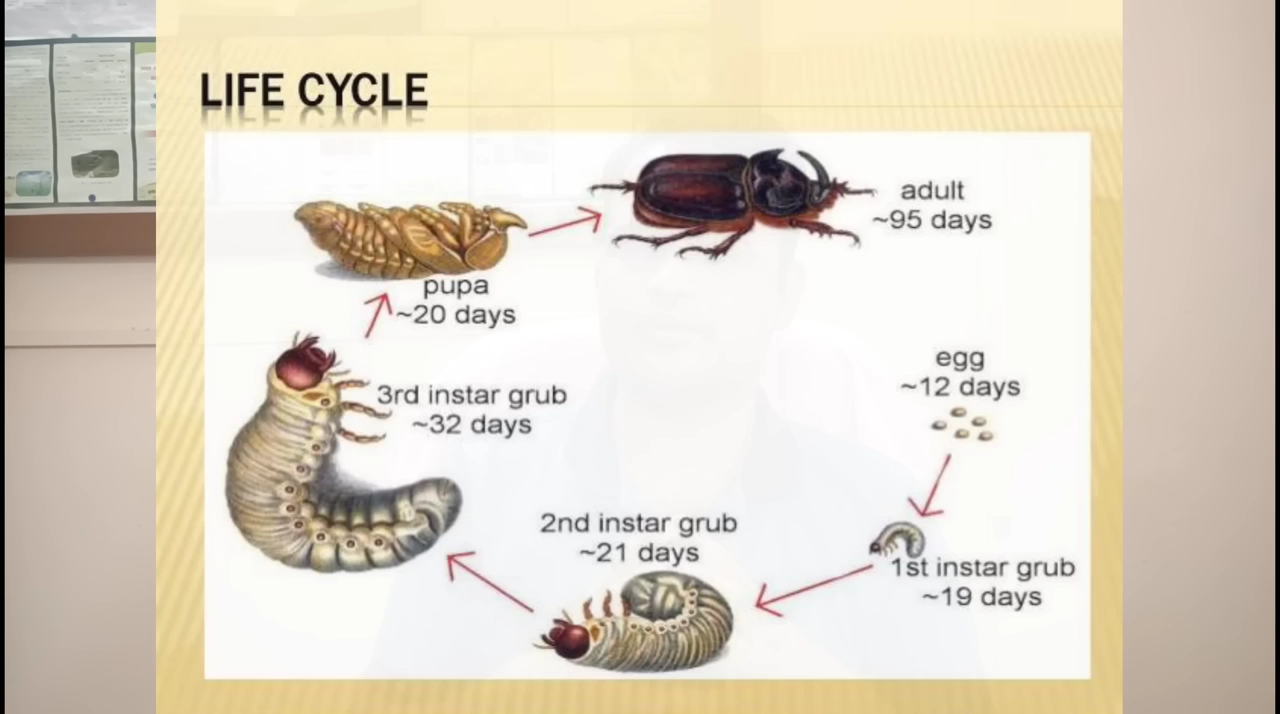 LIFE CYCLE
adult
~95 days
pupa
~20 days
egg
~12 days
3rd instar grub
~32 days
2nd instar grub
~21 days
1st instar grub
~19 days